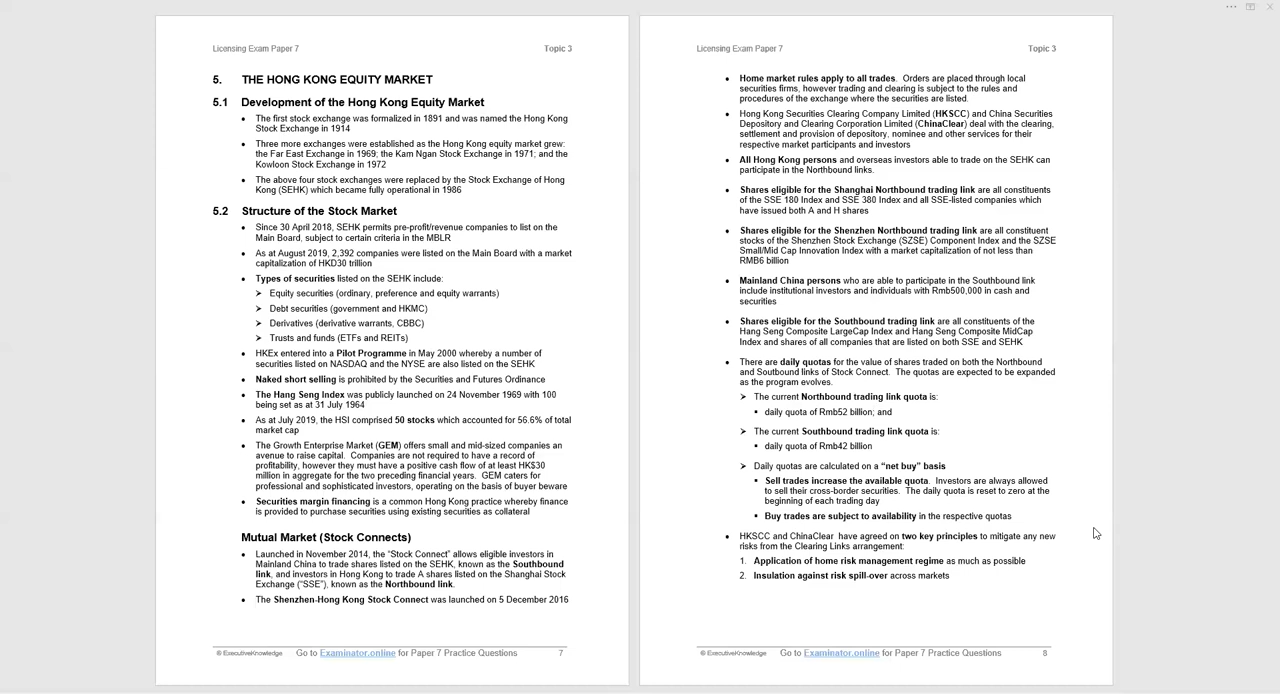 Licensing Exam Paper 7 Topic 3
5. THE HONG KONG EQUITY MARKET
5.1 Development of the Hong Kong Equity Market
• The first stock exchange was formalized in 1891 and was named the Hong Kong
Stock Exchange in 1914
• Three more exchanges were established as the Hong Kong equity market grew:
the Far East Exchange in 1969; the Kam Ngan Stock Exchange in 1971; and the
Kowloon Stock Exchange in 1972
• The above four stock exchanges were replaced by the Stock Exchange of Hong
Kong (SEHK) which became fully operational in 1986
5.2 Structure of the Stock Market
• Since 30 April 2018, SEHK permits pre-profit/revenue companies to list on the
Main Board, subject to certain criteria in the MBLR
• As at August 2019, 2,392 companies were listed on the Main Board with a market
capitalization of HKD30 trillion
• Types of securities listed on the SEHK include:
➢ Equity securities (ordinary, preference and equity warrants)
➢ Debt securities (government and HKMC)
➢ Derivatives (derivative warrants, CBBC)
➢ Trusts and funds (ETFs and REITs)
• HKEx entered into a Pilot Programme in May 2000 whereby a number of
securities listed on NASDAQ and the NYSE are also listed on the SEHK
• Naked short selling is prohibited by the Securities and Futures Ordinance
• The Hang Seng Index was publicly launched on 24 November 1969 with 100
being set as at 31 July 1964
• As at July 2019, the HSI comprised 50 stocks which accounted for 56.6% of total
market cap
• The Growth Enterprise Market (GEM) offers small and mid-sized companies an
avenue to raise capital. Companies are not required to have a record of
profitability, however they must have a positive cash flow of at least HK$30
million in aggregate for the two preceding financial years. GEM caters for
professional and sophisticated investors, operating on the basis of buyer beware
• Securities margin financing is a common Hong Kong practice whereby finance
is provided to purchase securities using existing securities as collateral
Mutual Market (Stock Connects)
• Launched in November 2014, the “Stock Connect” allows eligible investors in
Mainland China to trade shares listed on the SEHK, known as the Southbound
link, and investors in Hong Kong to trade A shares listed on the Shanghai Stock
Exchange (“SSE”), known as the Northbound link.
• The Shenzhen-Hong Kong Stock Connect was launched on 5 December 2016
© ExecutiveKnowledge Go to Examinator.online for Paper 7 Practice Questions 7
Licensing Exam Paper 7 Topic 3
• Home market rules apply to all trades. Orders are placed through local
securities firms, however trading and clearing is subject to the rules and
procedures of the exchange where the securities are listed.
• Hong Kong Securities Clearing Company Limited (HKSCC) and China Securities
Depository and Clearing Corporation Limited (ChinaClear) deal with the clearing,
settlement and provision of depository, nominee and other services for their
respective market participants and investors
• All Hong Kong persons and overseas investors able to trade on the SEHK can
participate in the Northbound links.
• Shares eligible for the Shanghai Northbound trading link are all constituents
of the SSE 180 Index and SSE 380 Index and all SSE-listed companies which
have issued both A and H shares
• Shares eligible for the Shenzhen Northbound trading link are all constituent
stocks of the Shenzhen Stock Exchange (SZSE) Component Index and the SZSE
Small/Mid Cap Innovation Index with a market capitalization of not less than
RMB6 billion
• Mainland China persons who are able to participate in the Southbound link
include institutional investors and individuals with Rmb500,000 in cash and
securities
• Shares eligible for the Southbound trading link are all constituents of the
Hang Seng Composite LargeCap Index and Hang Seng Composite MidCap
Index and shares of all companies that are listed on both SSE and SEHK
• There are daily quotas for the value of shares traded on both the Northbound
and Soutbound links of Stock Connect. The quotas are expected to be expanded
as the program evolves.
➢ The current Northbound trading link quota is:
▪ daily quota of Rmb52 billion; and
➢ The current Southbound trading link quota is:
▪ daily quota of Rmb42 billion
➢ Daily quotas are calculated on a “net buy” basis
▪ Sell trades increase the available quota. Investors are always allowed
to sell their cross-border securities. The daily quota is reset to zero at the
beginning of each trading day
▪ Buy trades are subject to availability in the respective quotas
• HKSCC and ChinaClear have agreed on two key principles to mitigate any new
risks from the Clearing Links arrangement:
1. Application of home risk management regime as much as possible
2. Insulation against risk spill-over across markets
© ExecutiveKnowledge Go to Examinator.online for Paper 7 Practice Questions 8